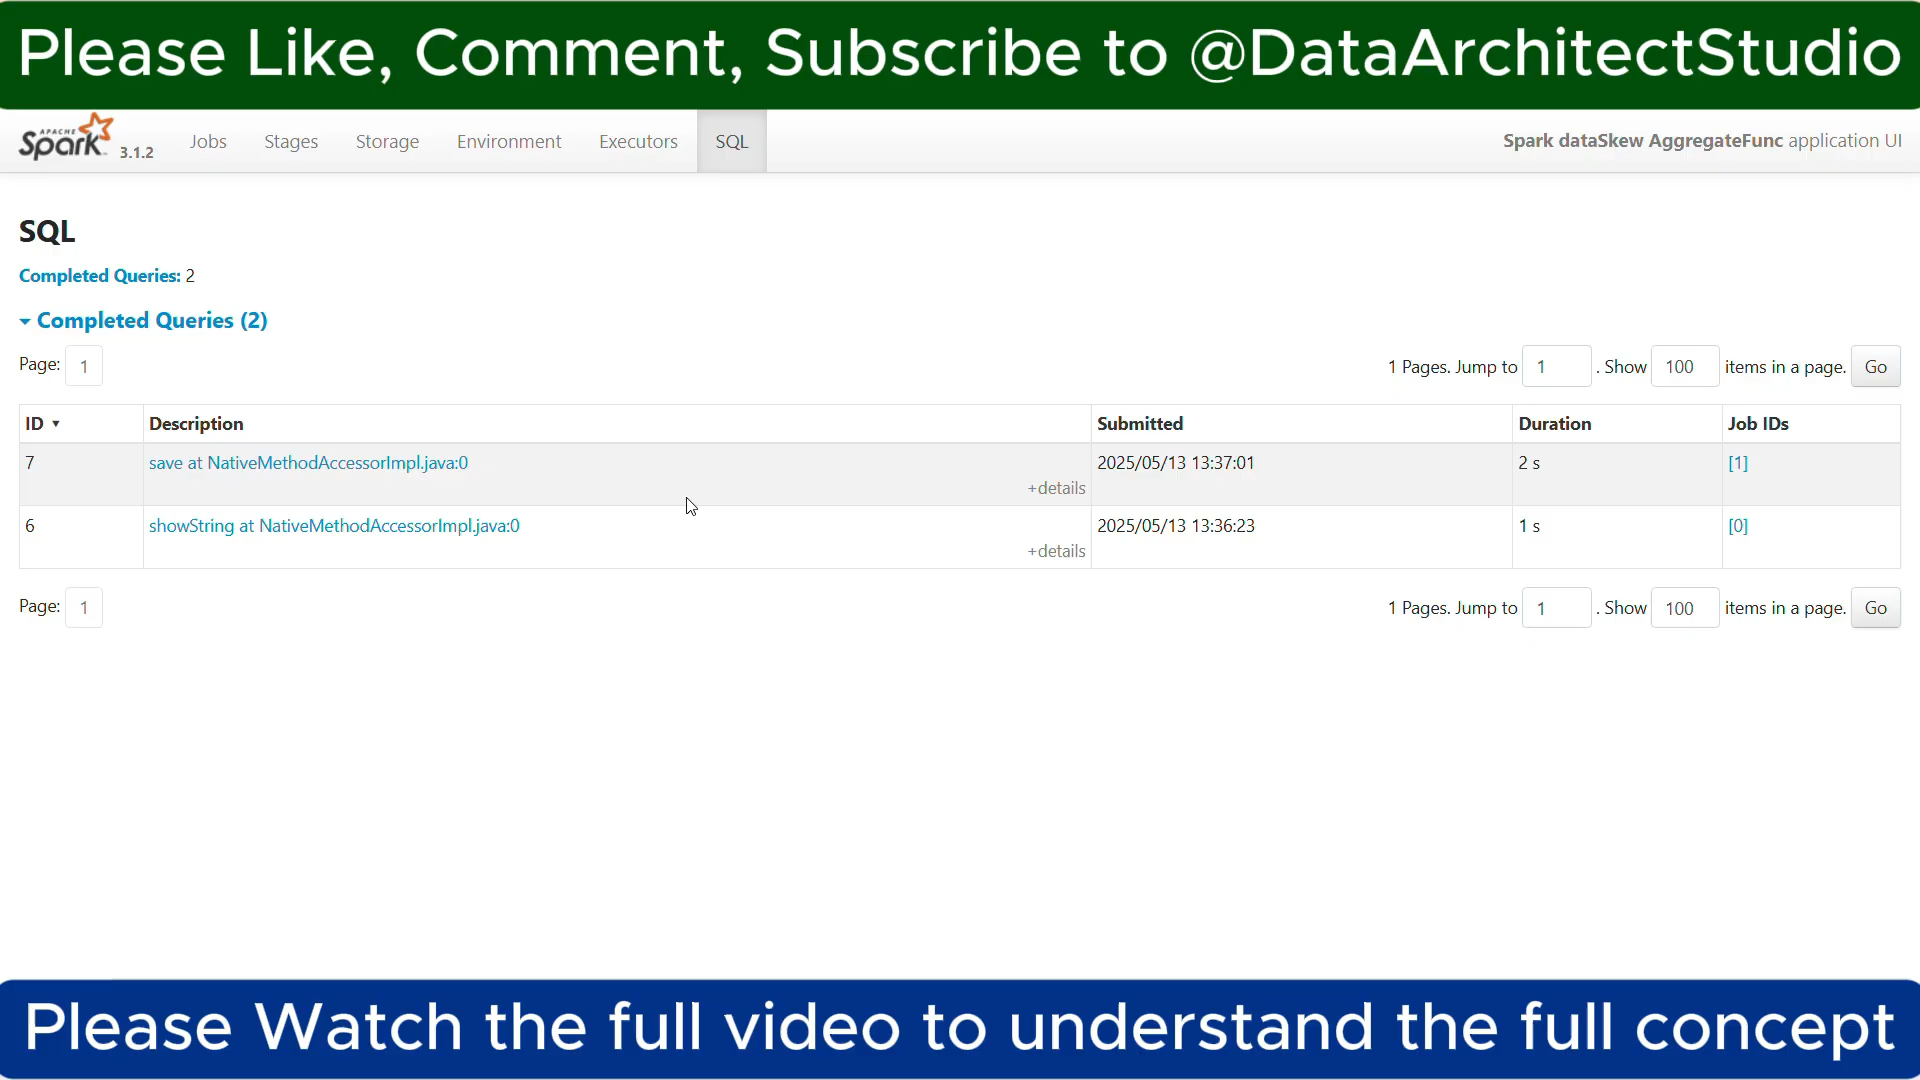 Please Like, Comment, Subscribe to @DataArchitectStudio
APACHE Spark 3.1.2 Jobs Stages Storage Environment Executors SQL Spark dataSkew AggregateFunc application UI
SQL
Completed Queries: 2
Completed Queries (2)
Page: 1 1 Pages. Jump to 1 . Show 100 items in a page. Go
ID ▾ Description Submitted Duration Job IDs
7 save at NativeMethodAccessorImpl.java:0 2025/05/13 13:37:01 2 s [1]
+details
6 showString at NativeMethodAccessorImpl.java:0 2025/05/13 13:36:23 1 s [0]
+details
Page: 1 1 Pages. Jump to 1 . Show 100 items in a page. Go
Please Watch the full video to understand the full concept